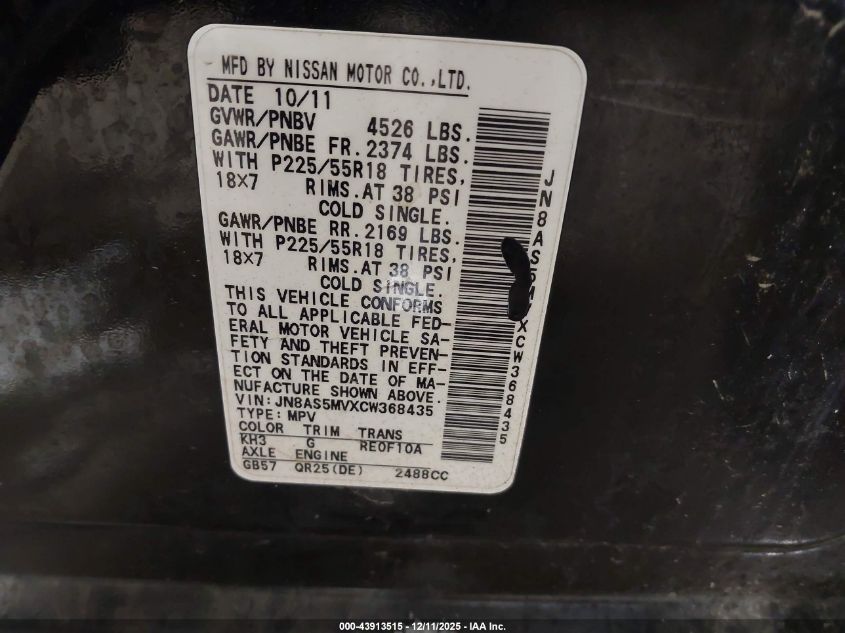 MFD BY NISSAN MOTOR CO.,LTD.
DATE 10/11
GVWR/PNBV 4526 LBS.
GAWR/PNBE FR. 2374 LBS.
WITH P225/55R18 TIRES,
18X7 RIMS.AT 38 PSI
COLD SINGLE.
GAWR/PNBE RR. 2169 LBS.
WITH P225/55R18 TIRES,
18X7 RIMS.AT 38 PSI
COLD SINGLE.
THIS VEHICLE CONFORMS
TO ALL APPLICABLE FED-
ERAL MOTOR VEHICLE SA-
FETY AND THEFT PREVEN-
TION STANDARDS IN EFF-
ECT ON THE DATE OF MA-
NUFACTURE SHOWN ABOVE.
VIN: JN8AS5MVXCW368435
TYPE: MPV
COLOR TRIM TRANS
KH3 G RE0F10A
AXLE ENGINE
GB57 QR25(DE) 2488CC
JN8AS5M XCW368435
000-43913515 - 12/11/2025 - IAA Inc.